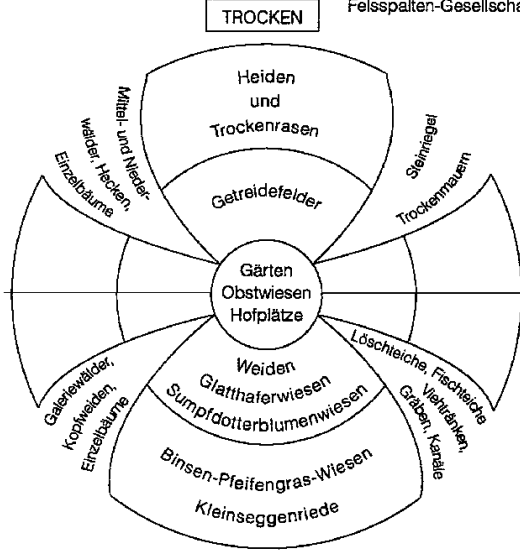 Felsspalten-Gesellscha
TROCKEN
Heiden
und
Trockenrasen
Getreidefelder
Mittel- und Nieder-
wälder, Hecken,
Einzelbäume
Steinriegel
Trockenmauern
Gärten
Obstwiesen
Hofplätze
Weiden
Glatthaferwiesen
Sumpfdotterblumenwiesen
Binsen-Pfeifengras-Wiesen
Kleinseggenriede
Galeriewälder,
Kopfweiden,
Einzelbäume
Löschteiche, Fischteiche
Viehtränken,
Gräben, Kanäle